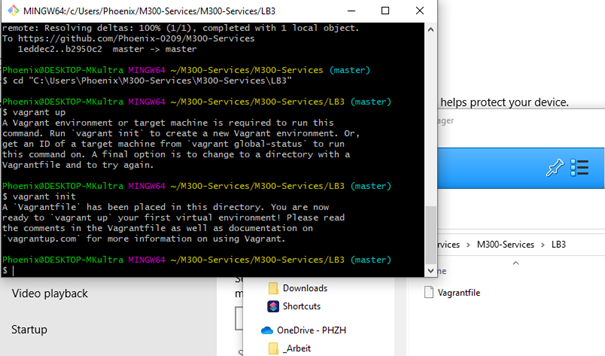 MINGW64:/c/Users/Phoenix/M300-Services/M300-Services/LB3
remote: Resolving deltas: 100% (1/1), completed with 1 local object.
To https://github.com/Phoenix-0209/M300-Services
1eddec2..b2950c2 master -> master
Phoenix@DESKTOP-MKultra MINGW64 ~/M300-Services/M300-Services (master)
$ cd "C:\Users\Phoenix\M300-Services\M300-Services\LB3"
Phoenix@DESKTOP-MKultra MINGW64 ~/M300-Services/M300-Services/LB3 (master)
$ vagrant up
A Vagrant environment or target machine is required to run this
command. Run `vagrant init` to create a new Vagrant environment. Or,
get an ID of a target machine from `vagrant global-status` to run
this command on. A final option is to change to a directory with a
Vagrantfile and to try again.
Phoenix@DESKTOP-MKultra MINGW64 ~/M300-Services/M300-Services/LB3 (master)
$ vagrant init
A `Vagrantfile` has been placed in this directory. You are now
ready to `vagrant up` your first virtual environment! Please read
the comments in the Vagrantfile as well as documentation on
`vagrantup.com` for more information on using Vagrant.
Phoenix@DESKTOP-MKultra MINGW64 ~/M300-Services/M300-Services/LB3 (master)
$
helps protect your device.
ager
rvices > M300-Services > LB3
me
Vagrantfile
Video playback
Startup
Downloads
Shortcuts
OneDrive - PHZH
_Arbeit